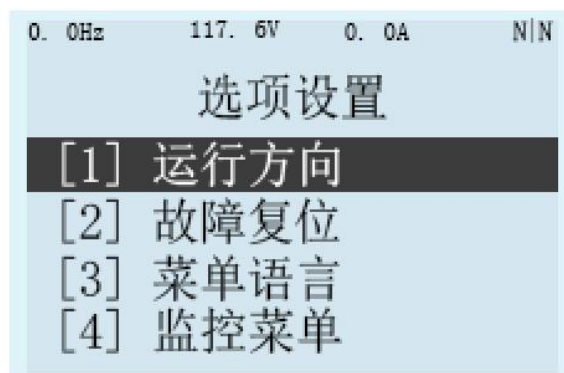 0. 0Hz 117. 6V 0. 0A N|N
选项设置
[1] 运行方向
[2] 故障复位
[3] 菜单语言
[4] 监控菜单